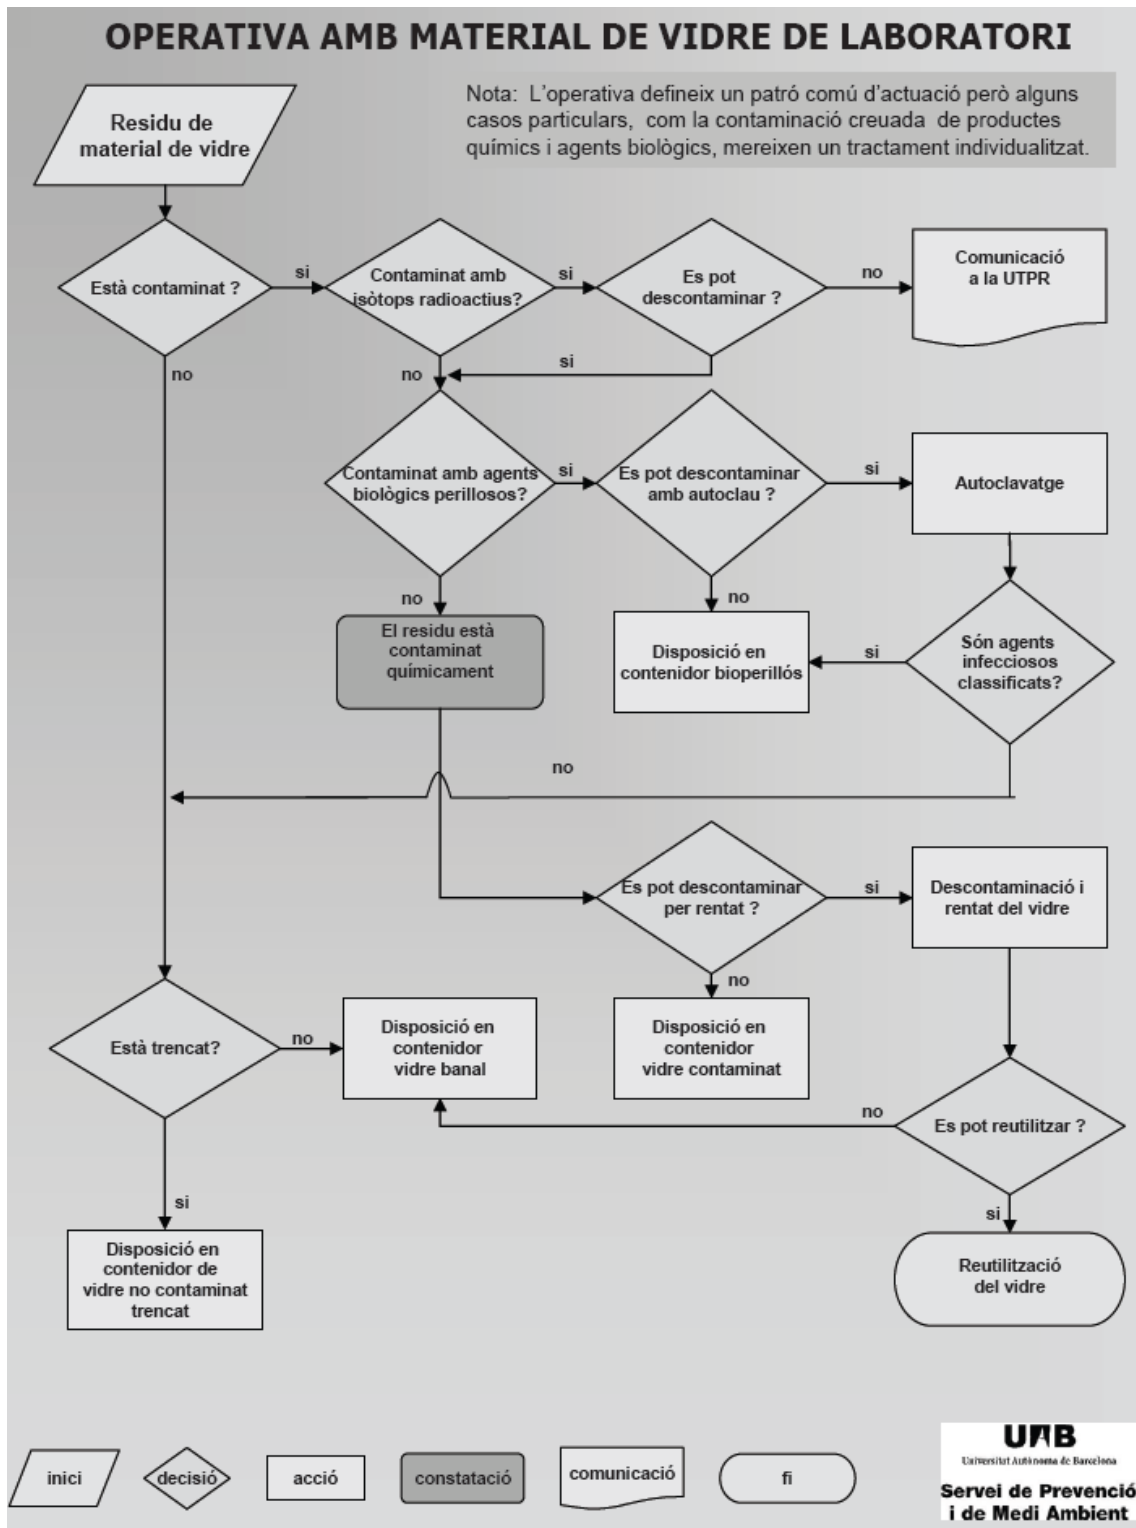 OPERATIVA AMB MATERIAL DE VIDRE DE LABORATORI
Nota: L'operativa defineix un patró comú d'actuació però alguns
casos particulars, com la contaminació creuada de productes
químics i agents biològics, mereixen un tractament individualitzat.
Residu de
material de vidre
Està contaminat ?
si
Contaminat amb
isòtops radioactius?
si
Es pot
descontaminar ?
no
Comunicació
a la UTPR
no
no
si
Contaminat amb agents
biològics perillosos?
si
Es pot descontaminar
amb autoclau ?
si
Autoclavatge
no
no
El residu està
contaminat
químicament
Disposició en
contenidor bioperillós
si
Són agents
infecciosos
classificats?
no
Es pot descontaminar
per rentat ?
si
Descontaminació i
rentat del vidre
no
Està trencat?
no
Disposició en
contenidor
vidre banal
Disposició en
contenidor
vidre contaminat
no
Es pot reutilitzar ?
si
si
Disposició en
contenidor de
vidre no contaminat
trencat
Reutilització
del vidre
inici
decisió
acció
constatació
comunicació
fi
UAB
Universitat Autònoma de Barcelona
Servei de Prevenció
i de Medi Ambient